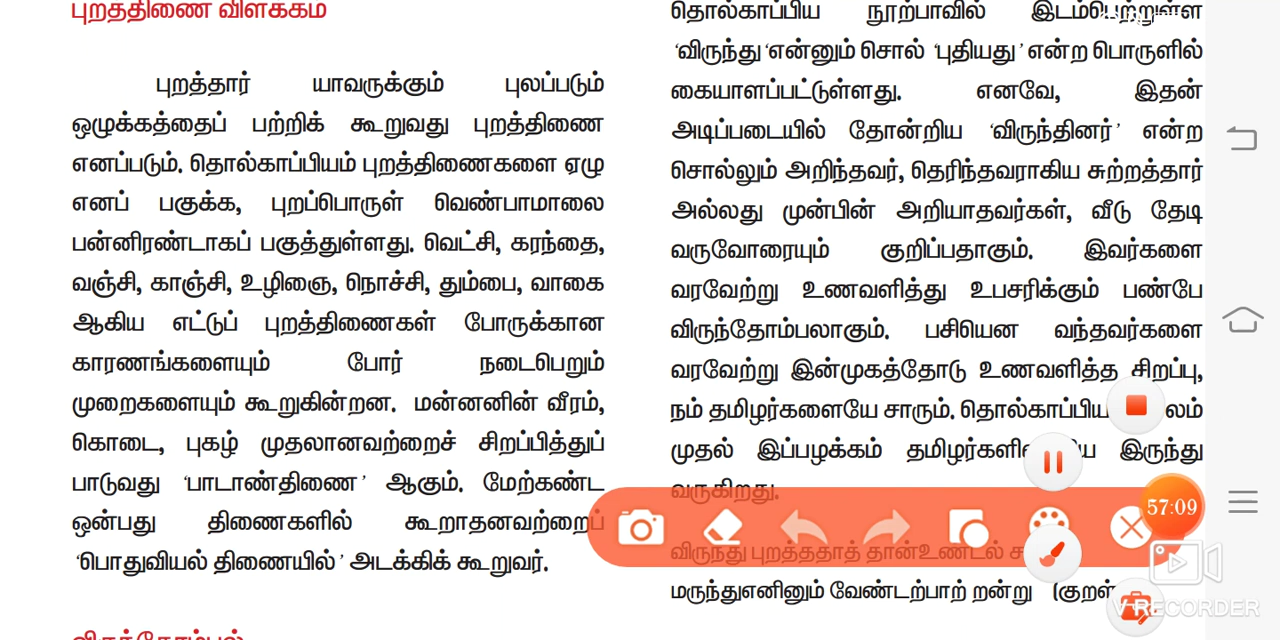 புறத்திணை விளக்கம்
புறத்தார் யாவருக்கும் புலப்படும்
ஒழுக்கத்தைப் பற்றிக் கூறுவது புறத்திணை
எனப்படும். தொல்காப்பியம் புறத்திணைகளை ஏழு
எனப் பகுக்க, புறப்பொருள் வெண்பாமாலை
பன்னிரண்டாகப் பகுத்துள்ளது. வெட்சி, கரந்தை,
வஞ்சி, காஞ்சி, உழிஞை, நொச்சி, தும்பை, வாகை
ஆகிய எட்டுப் புறத்திணைகள் போருக்கான
காரணங்களையும் போர் நடைபெறும்
முறைகளையும் கூறுகின்றன. மன்னனின் வீரம்,
கொடை, புகழ் முதலானவற்றைச் சிறப்பித்துப்
பாடுவது ‘பாடாண்திணை’ ஆகும். மேற்கண்ட
ஒன்பது திணைகளில் கூறாதனவற்றைப்
‘பொதுவியல் திணையில்’ அடக்கிக் கூறுவர்.
விருந்தோம்பல்
தொல்காப்பிய நூற்பாவில் இடம்பெற்றுள்ள
‘விருந்து ‘என்னும் சொல் ‘புதியது’ என்ற பொருளில்
கையாளப்பட்டுள்ளது. எனவே, இதன்
அடிப்படையில் தோன்றிய ‘விருந்தினர்’ என்ற
சொல்லும் அறிந்தவர், தெரிந்தவராகிய சுற்றத்தார்
அல்லது முன்பின் அறியாதவர்கள், வீடு தேடி
வருவோரையும் குறிப்பதாகும். இவர்களை
வரவேற்று உணவளித்து உபசரிக்கும் பண்பே
விருந்தோம்பலாகும். பசியென வந்தவர்களை
வரவேற்று இன்முகத்தோடு உணவளித்த சிறப்பு,
நம் தமிழர்களையே சாரும். தொல்காப்பிய
முதல் இப்பழக்கம் இருந்து
வருகிறது.
விருந்து புறத்ததாத் தான்உண்டல்
மருந்துஎனினும் வேண்டற்பாற் றன்று (குறள்
57:09
V RECORDER